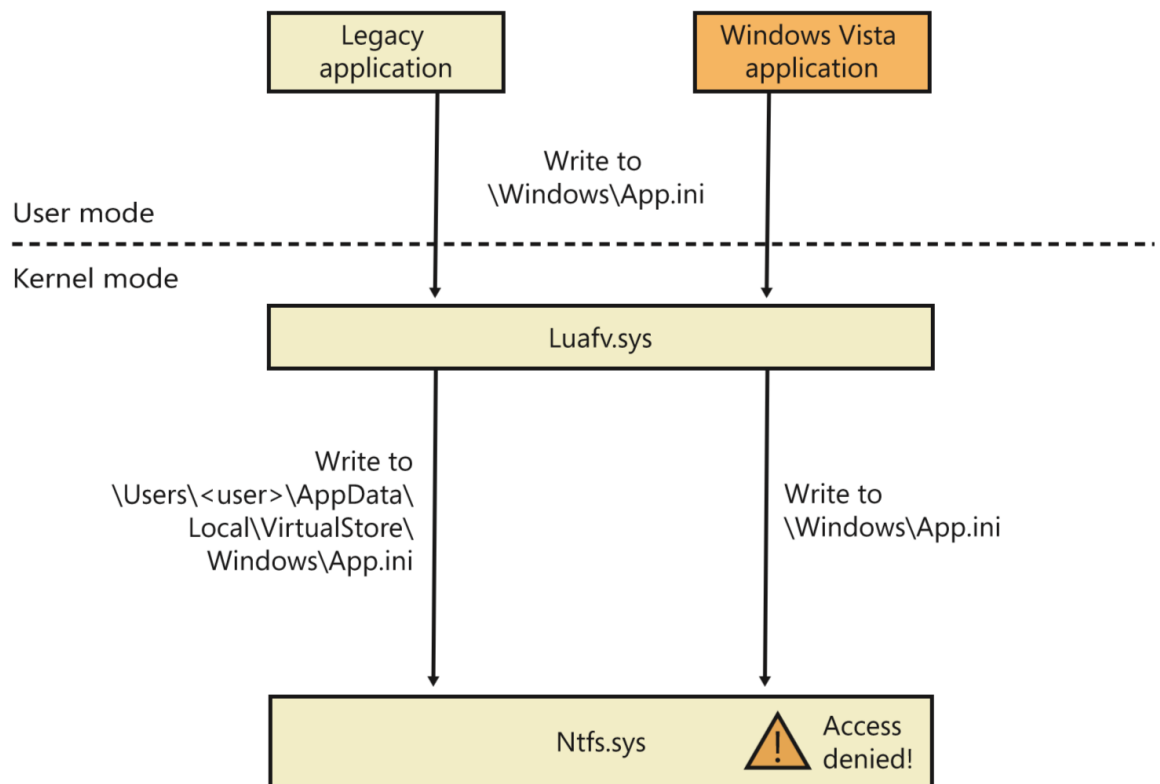 Legacy
application
Windows Vista
application
Write to
\Windows\App.ini
User mode
Kernel mode
Luafv.sys
Write to
\Users\<user>\AppData\
Local\VirtualStore\
Windows\App.ini
Write to
\Windows\App.ini
Ntfs.sys
Access
denied!